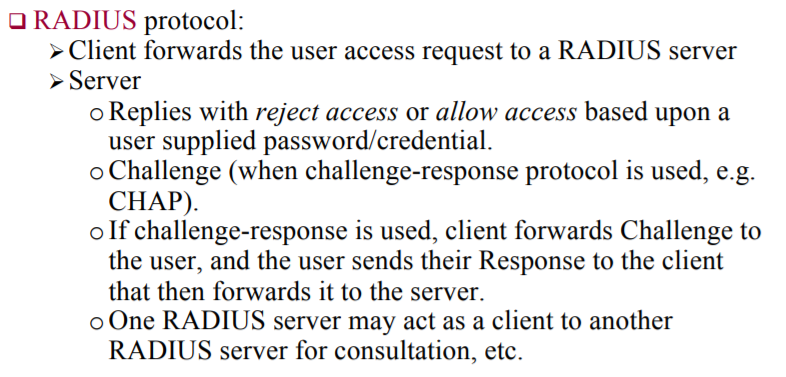 ❑ RADIUS protocol:
➢ Client forwards the user access request to a RADIUS server
➢ Server
o Replies with reject access or allow access based upon a
user supplied password/credential.
o Challenge (when challenge-response protocol is used, e.g.
CHAP).
o If challenge-response is used, client forwards Challenge to
the user, and the user sends their Response to the client
that then forwards it to the server.
o One RADIUS server may act as a client to another
RADIUS server for consultation, etc.